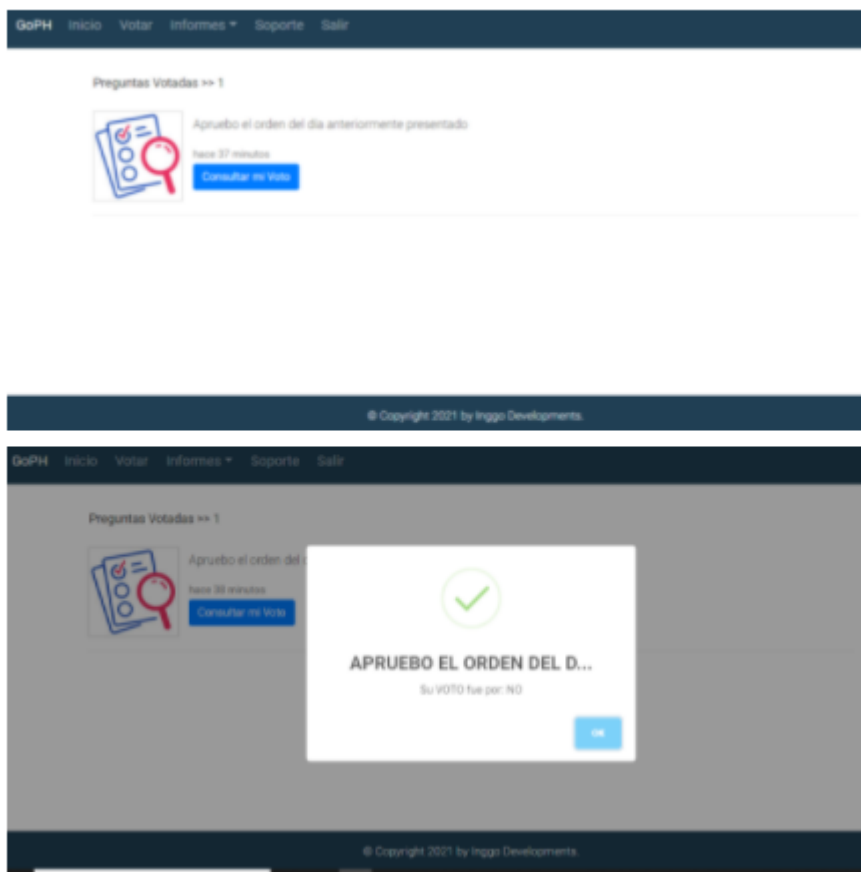 GoPH Inicio Votar Informes Soporte Salir
Preguntas Votadas >> 1
Apruebo el orden del día anteriormente presentado
hace 37 minutos
Consultar mi Voto
© Copyright 2021 by Inggo Developments.
GoPH Inicio Votar Informes Soporte Salir
Preguntas Votadas >> 1
Apruebo el orden del
hace 38 minutos
Consultar mi Voto
APRUEBO EL ORDEN DEL D...
Su VOTO fue por: NO
OK
© Copyright 2021 by Inggo Developments.